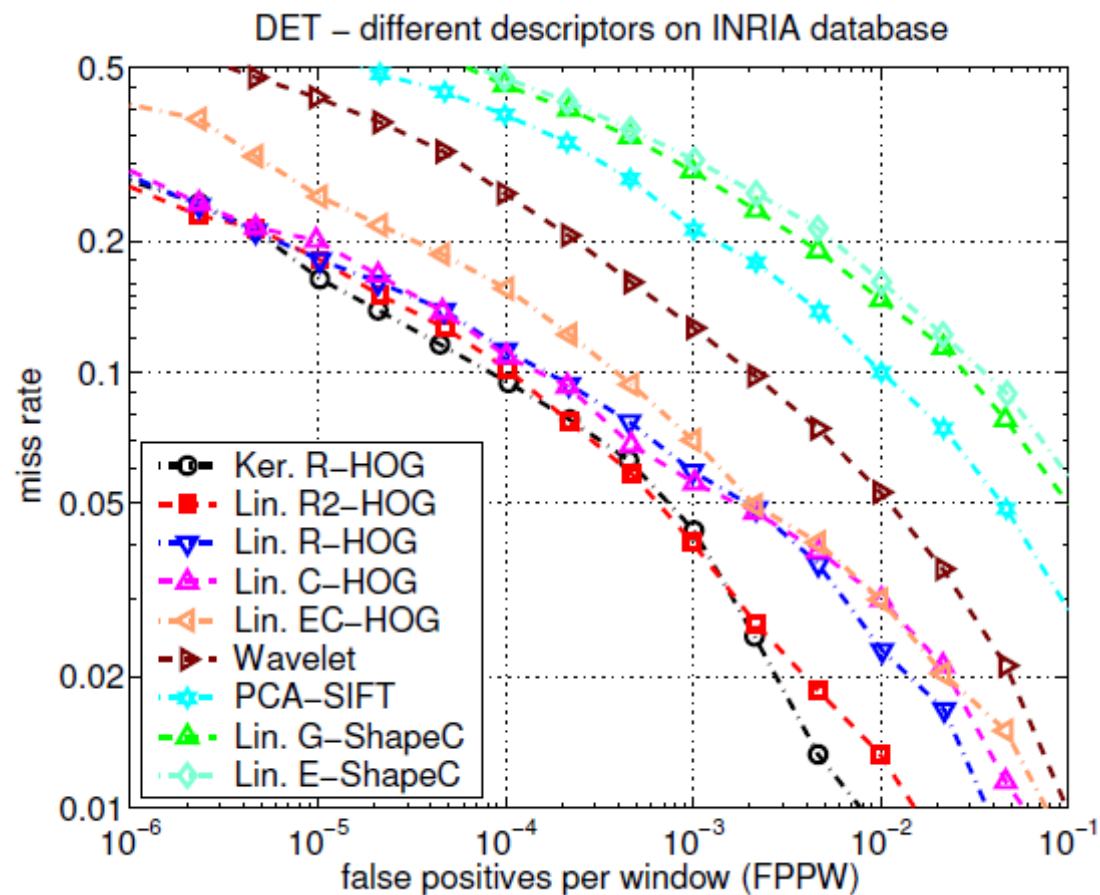 DET − different descriptors on INRIA database
0.5
0.2
0.1
0.05
0.02
0.01
miss rate
Ker. R−HOG
Lin. R2−HOG
Lin. R−HOG
Lin. C−HOG
Lin. EC−HOG
Wavelet
PCA−SIFT
Lin. G−ShapeC
Lin. E−ShapeC
10⁻⁶ 10⁻⁵ 10⁻⁴ 10⁻³ 10⁻² 10⁻¹
false positives per window (FPPW)